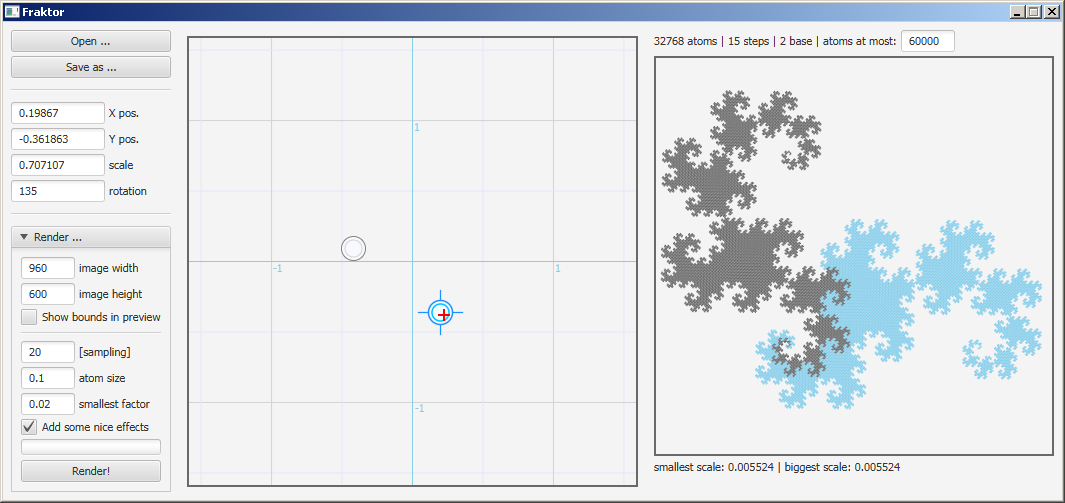 Fraktor
Open ...
Save as ...
0.19867 X pos.
-0.361863 Y pos.
0.707107 scale
135 rotation
Render ...
960 image width
600 image height
Show bounds in preview
20 [sampling]
0.1 atom size
0.02 smallest factor
Add some nice effects
Render!
1
-1
1
-1
32768 atoms | 15 steps | 2 base | atoms at most: 60000
smallest scale: 0.005524 | biggest scale: 0.005524